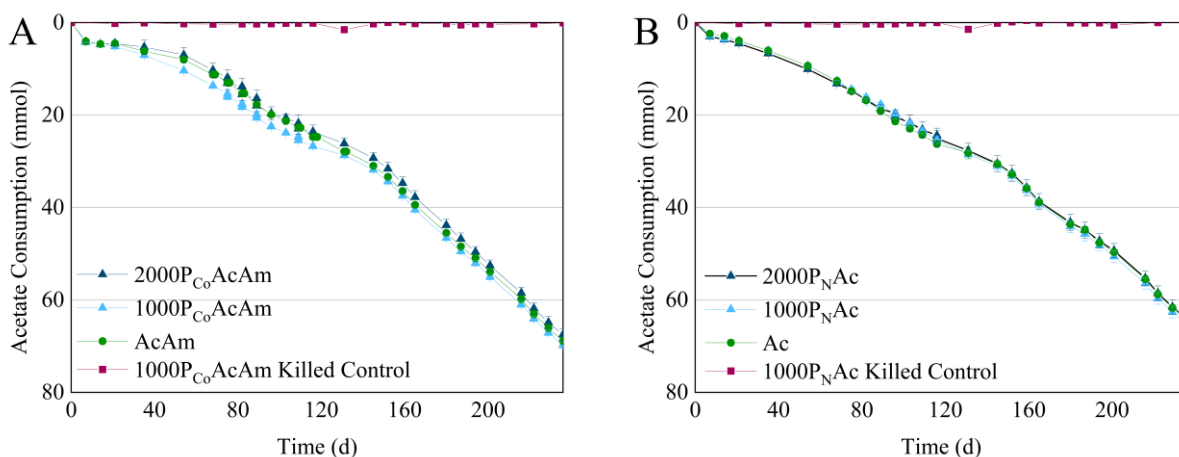 A
Acetate Consumption (mmol)
0
20
40
60
80
2000P_CoAcAm
1000P_CoAcAm
AcAm
1000P_CoAcAm Killed Control
0 40 80 120 160 200
Time (d)
B
Acetate Consumption (mmol)
0
20
40
60
80
2000P_NAc
1000P_NAc
Ac
1000P_NAc Killed Control
0 40 80 120 160 201
Time (d)